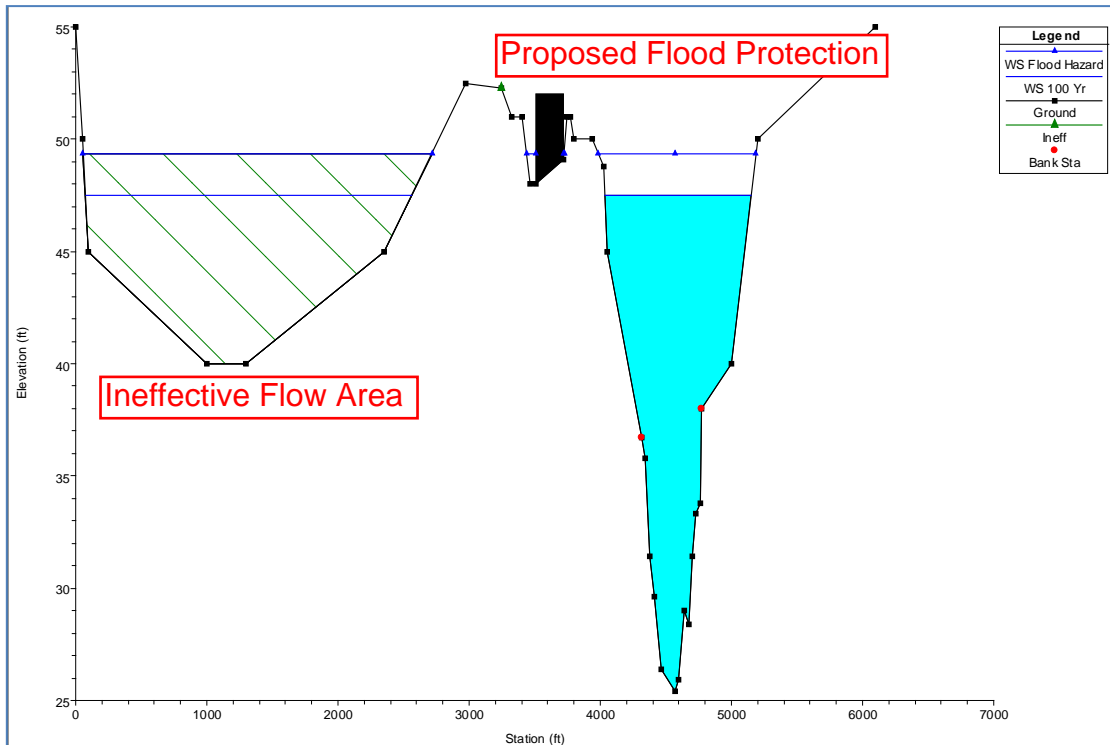 Proposed Flood Protection
Legend
WS Flood Hazard
WS 100 Yr
Ground
Ineff
Bank Sta
Ineffective Flow Area
Elevation (ft)
55
50
45
40
35
30
25
0 1000 2000 3000 4000 5000 6000 7000
Station (ft)